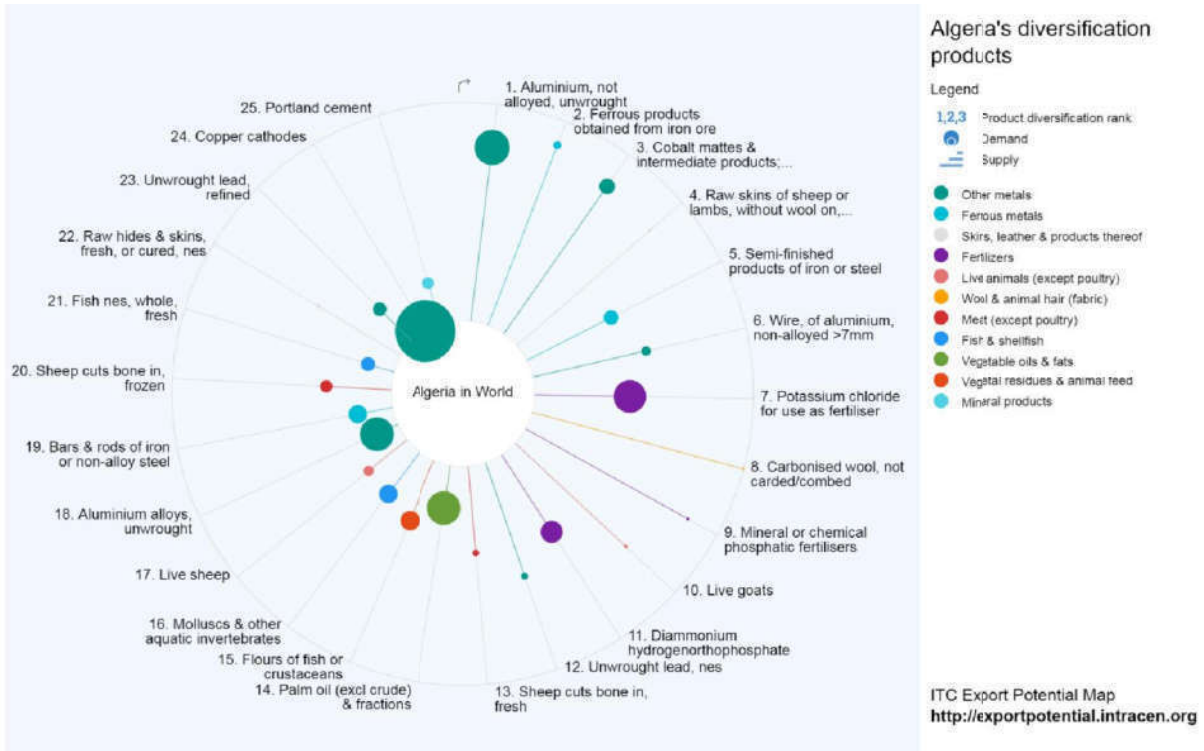 1. Aluminium, not
alloyed, unwrought
2. Ferrous products
obtained from iron ore
3. Cobalt mattes &
intermediate products;...
4. Raw skins of sheep or
lambs, without wool on,...
5. Semi-finished
products of iron or steel
6. Wire, of aluminium,
non-alloyed >7mm
7. Potassium chloride
for use as fertiliser
8. Carbonised wool, not
carded/combed
9. Mineral or chemical
phosphatic fertilisers
10. Live goats
11. Diammonium
hydrogenorthophosphate
12. Unwrought lead, nes
13. Sheep cuts bone in,
fresh
14. Palm oil (excl crude)
& fractions
15. Flours of fish or
crustaceans
16. Molluscs & other
aquatic invertebrates
17. Live sheep
18. Aluminium alloys,
unwrought
19. Bars & rods of iron
or non-alloy steel
20. Sheep cuts bone in,
frozen
21. Fish nes, whole,
fresh
22. Raw hides & skins,
fresh, or cured, nes
23. Unwrought lead,
refined
24. Copper cathodes
25. Portland cement
Algeria in World
Algeria's diversification
products
Legend
1,2,3 Product diversification rank
Demand
Supply
Other metals
Ferrous metals
Skins, leather & products thereof
Fertilizers
Live animals (except poultry)
Wool & animal hair (fabric)
Meat (except poultry)
Fish & shellfish
Vegetable oils & fats
Vegetal residues & animal feed
Mineral products
ITC Export Potential Map
http://exportpotential.intracen.org